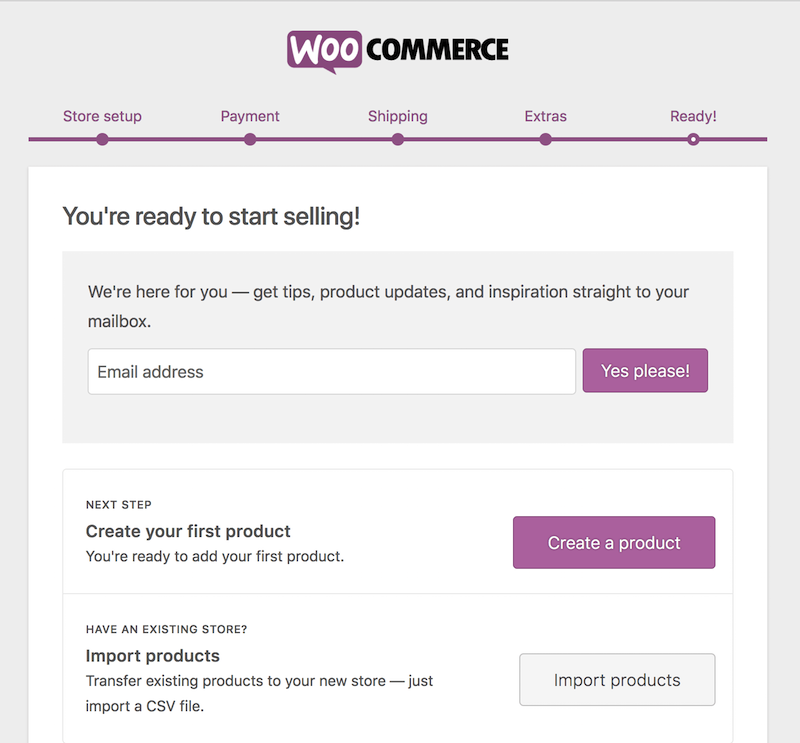 WOO COMMERCE
Store setup Payment Shipping Extras Ready!
You're ready to start selling!
We're here for you — get tips, product updates, and inspiration straight to your
mailbox.
Email address Yes please!
NEXT STEP
Create your first product
You're ready to add your first product.
Create a product
HAVE AN EXISTING STORE?
Import products
Transfer existing products to your new store — just
import a CSV file.
Import products